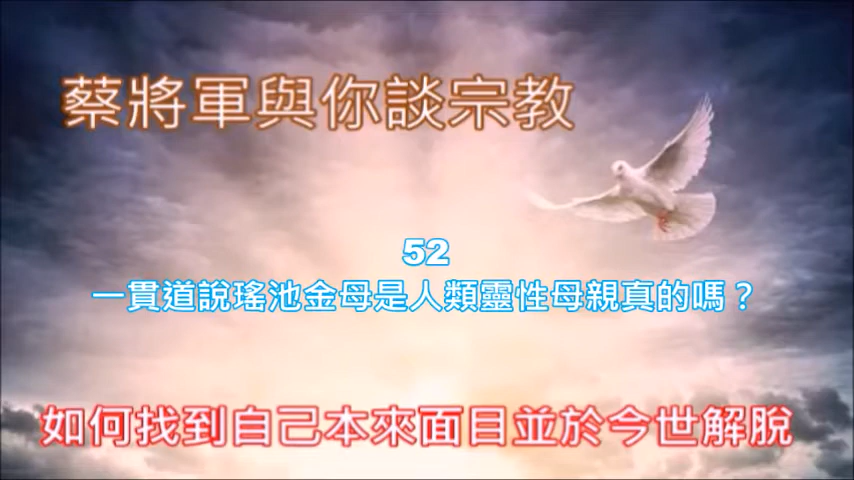 蔡將軍與你談宗教
52
一貫道說瑤池金母是人類靈性母親真的嗎？
如何找到自己本來面目並於今世解脫